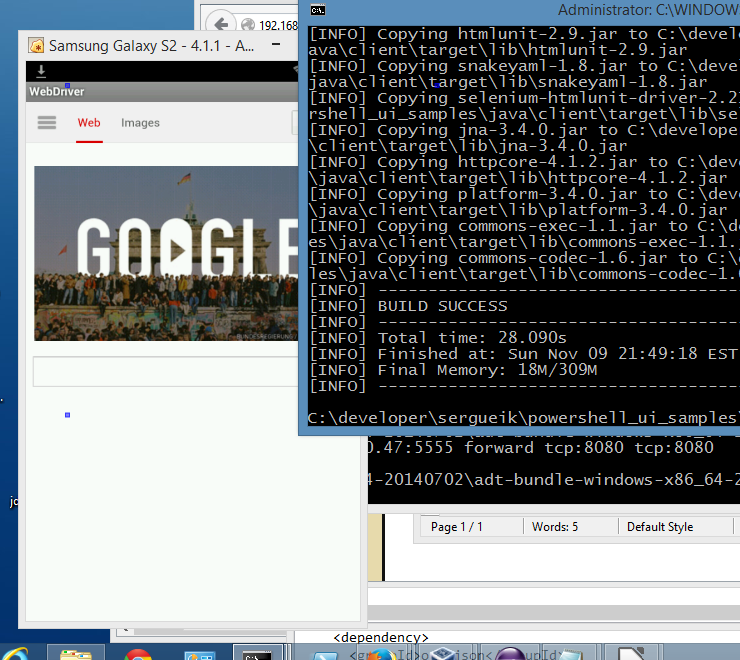 192.168
Samsung Galaxy S2 - 4.1.1 - A...
WebDriver
Web
Images
GOOGLE
BUNDESREGIERUNG
Administrator: C:\WINDOW
[INFO] Copying htmlunit-2.9.jar to C:\devel
ava\client\target\lib\htmlunit-2.9.jar
[INFO] Copying snakeyaml-1.8.jar to C:\deve
java\client\target\lib\snakeyaml-1.8.jar
[INFO] Copying selenium-htmlunit-driver-2.2
rshell_ui_samples\java\client\target\lib\se
[INFO] Copying jna-3.4.0.jar to C:\develope
\client\target\lib\jna-3.4.0.jar
[INFO] Copying httpcore-4.1.2.jar to C:\dev
\java\client\target\lib\httpcore-4.1.2.jar
[INFO] Copying platform-3.4.0.jar to C:\dev
\java\client\target\lib\platform-3.4.0.jar
[INFO] Copying commons-exec-1.1.jar to C:\d
es\java\client\target\lib\commons-exec-1.1.
[INFO] Copying commons-codec-1.6.jar to C:\
les\java\client\target\lib\commons-codec-1.
[INFO] ------------------------------------
[INFO] BUILD SUCCESS
[INFO] ------------------------------------
[INFO] Total time: 28.090s
[INFO] Finished at: Sun Nov 09 21:49:18 EST
[INFO] Final Memory: 18M/309M
[INFO] ------------------------------------
C:\developer\sergueik\powershell_ui_samples
0.47:5555 forward tcp:8080 tcp:8080
4-20140702\adt-bundle-windows-x86_64-2
Page 1 / 1
Words: 5
Default Style
<dependency>